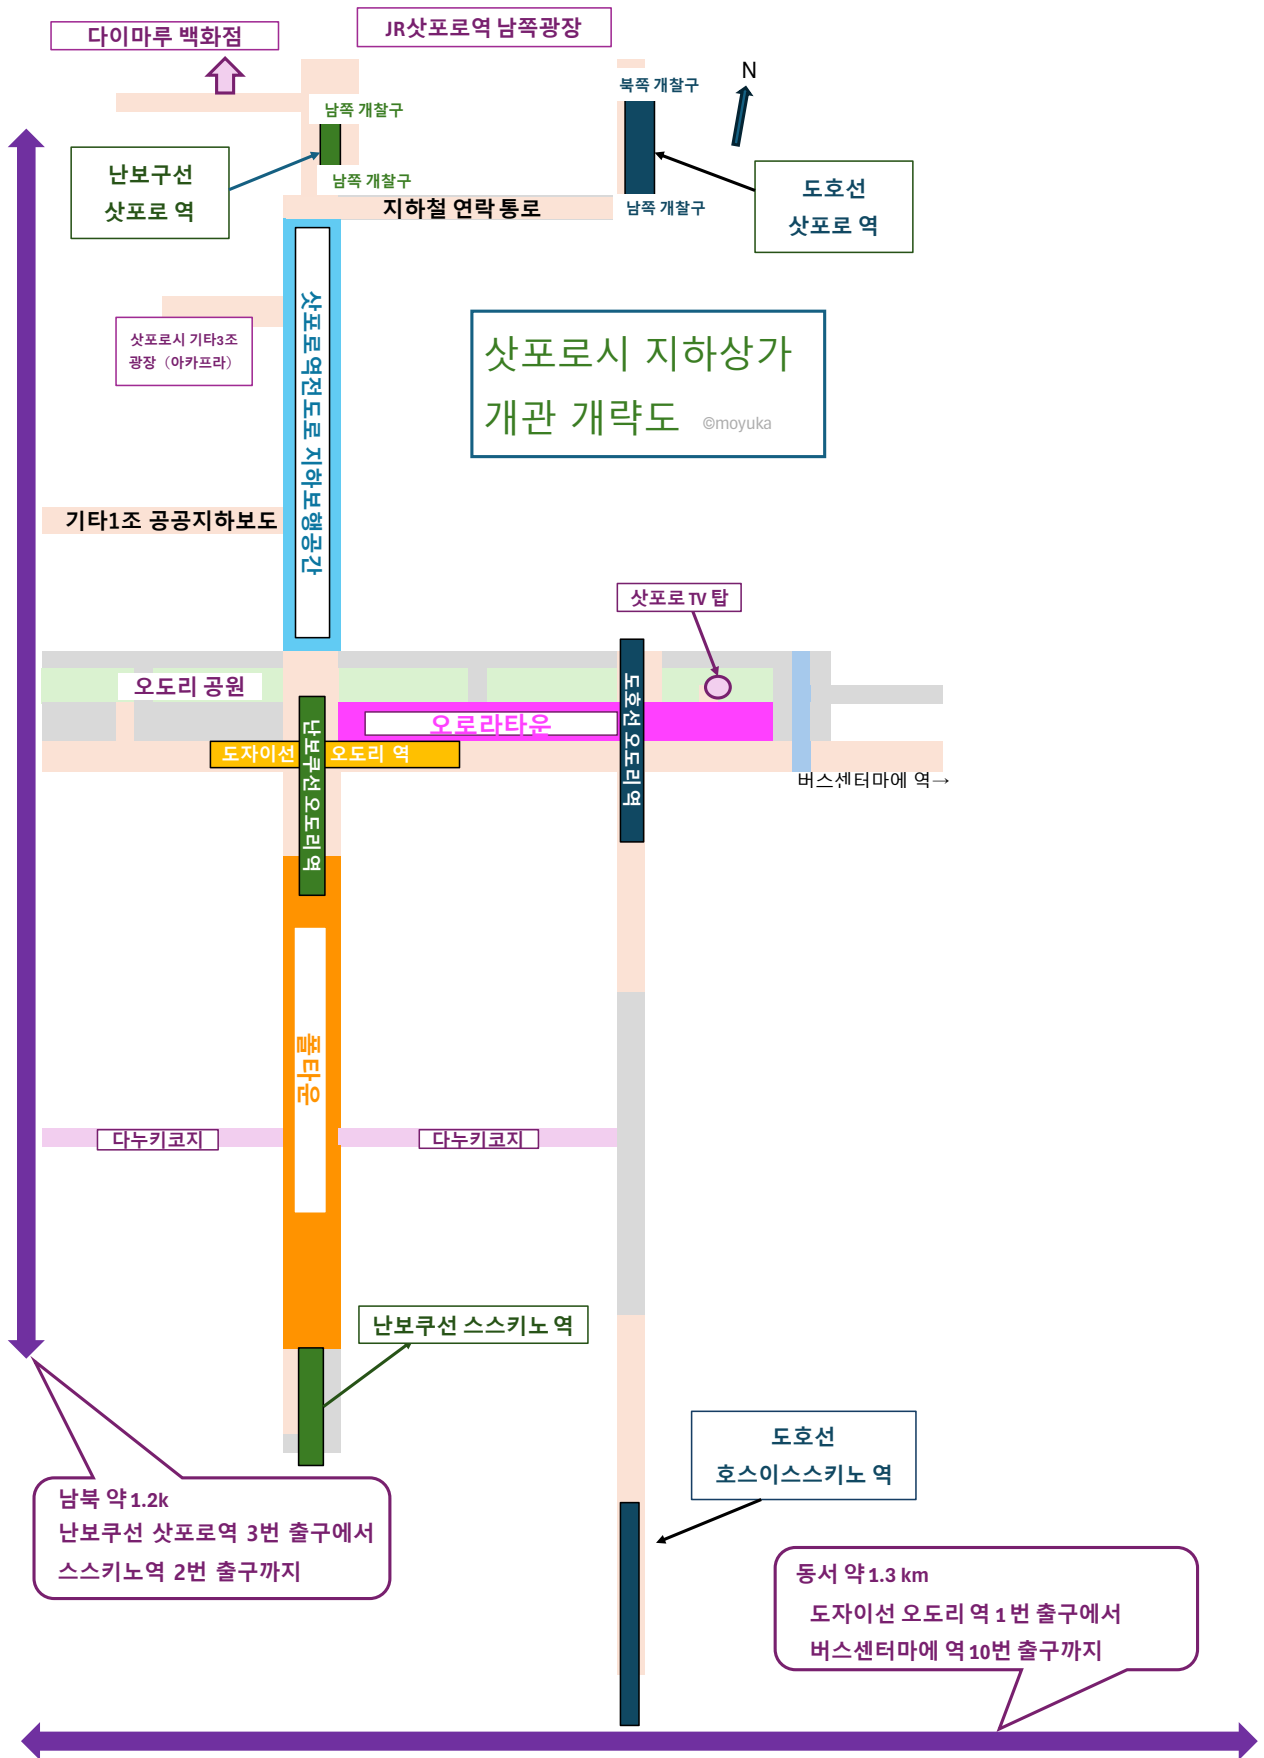 다이마루 백화점
JR삿포로역 남쪽광장
남쪽 개찰구
북쪽 개찰구
N
난보구선
삿포로 역
남쪽 개찰구
지하철 연락 통로
남쪽 개찰구
도호선
삿포로 역
삿포로역전도로 지하보행공간
삿포로시 기타3조
광장（아카프라）
삿포로시 지하상가
개관 개략도 ©moyuka
기타1조 공공지하보도
삿포로 TV 탑
오도리 공원
오로라타운
도자이선 오도리 역
난보쿠선 오도리 역
도호선 오도리 역
버스센터마에 역→
폴타운
다누키코지
다누키코지
난보쿠선 스스키노 역
도호선
호스이스스키노 역
남북 약 1.2k
난보쿠선 삿포로역 3번 출구에서
스스키노역 2번 출구까지
동서 약 1.3 km
도자이선 오도리 역 1 번 출구에서
버스센터마에 역 10번 출구까지